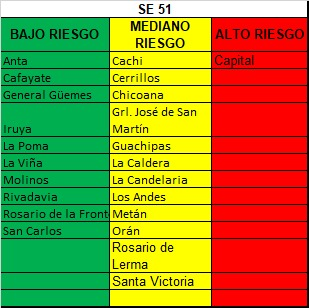 SE 51
BAJO RIESGO MEDIANO RIESGO ALTO RIESGO
Anta Cachi Capital
Cafayate Cerrillos
General Güemes Chicoana
Iruya Grl. José de San Martín
La Poma Guachipas
La Viña La Caldera
Molinos La Candelaria
Rivadavia Los Andes
Rosario de la Front Metán
San Carlos Orán
Rosario de Lerma
Santa Victoria